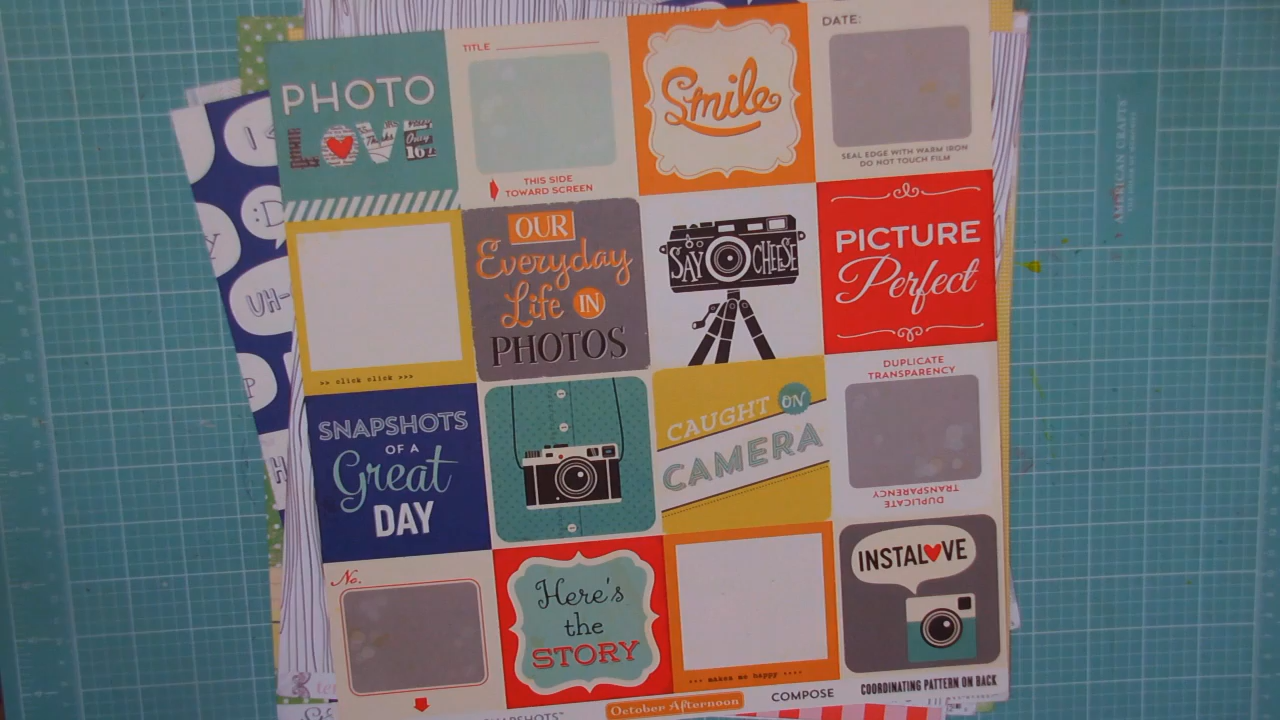 PHOTO
LOVE
TITLE
THIS SIDE
TOWARD SCREEN
Smile
DATE:
SEAL EDGE WITH WARM IRON
DO NOT TOUCH FILM
>> click click >>>
OUR
Everyday
Life IN
PHOTOS
SAY CHEESE
PICTURE
Perfect
SNAPSHOTS
OF A
Great
DAY
CAUGHT ON
CAMERA
DUPLICATE
TRANSPARENCY
DUPLICATE
TRANSPARENCY
No.
Here's
the
STORY
... makes me happy ....
INSTALOVE
SNAPSHOTS™
October Afternoon
COMPOSE
COORDINATING PATTERN ON BACK
UH-
AMERICAN CRAFTS